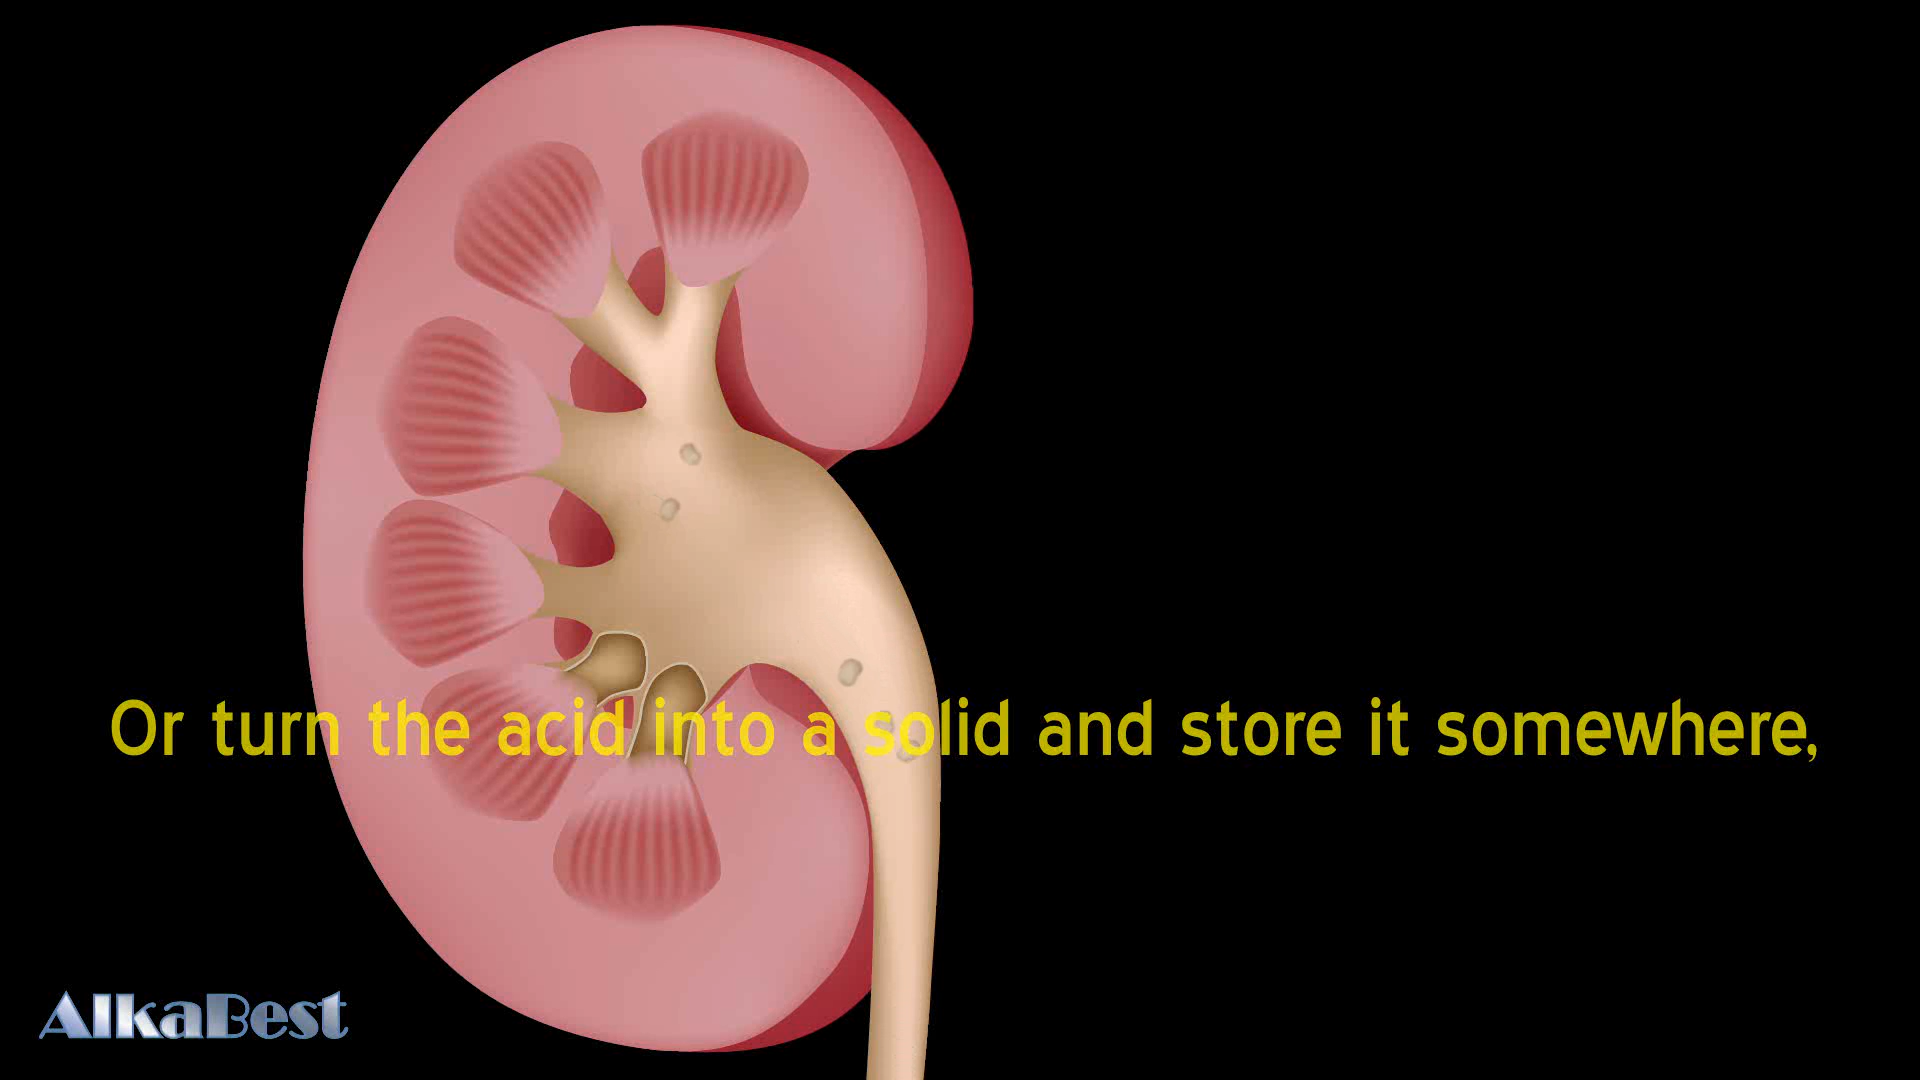 Or turn the acid into a solid and store it somewhere,
AlkaBest